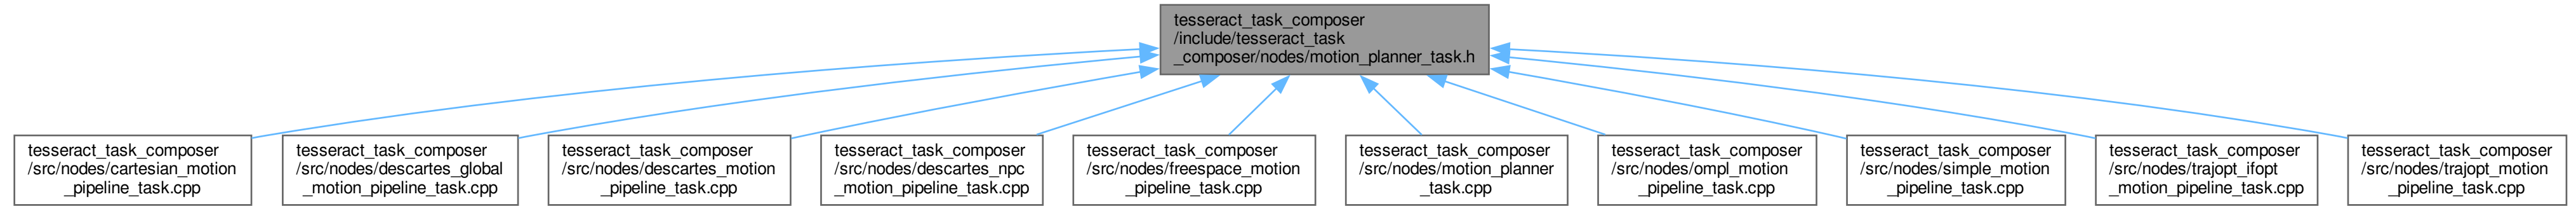 tesseract_task_composer
/include/tesseract_task
_composer/nodes/motion_planner_task.h
tesseract_task_composer
/src/nodes/cartesian_motion
_pipeline_task.cpp
tesseract_task_composer
/src/nodes/descartes_global
_motion_pipeline_task.cpp
tesseract_task_composer
/src/nodes/descartes_motion
_pipeline_task.cpp
tesseract_task_composer
/src/nodes/descartes_npc
_motion_pipeline_task.cpp
tesseract_task_composer
/src/nodes/freespace_motion
_pipeline_task.cpp
tesseract_task_composer
/src/nodes/motion_planner
_task.cpp
tesseract_task_composer
/src/nodes/ompl_motion
_pipeline_task.cpp
tesseract_task_composer
/src/nodes/simple_motion
_pipeline_task.cpp
tesseract_task_composer
/src/nodes/trajopt_ifopt
_motion_pipeline_task.cpp
tesseract_task_composer
/src/nodes/trajopt_motion
_pipeline_task.cpp